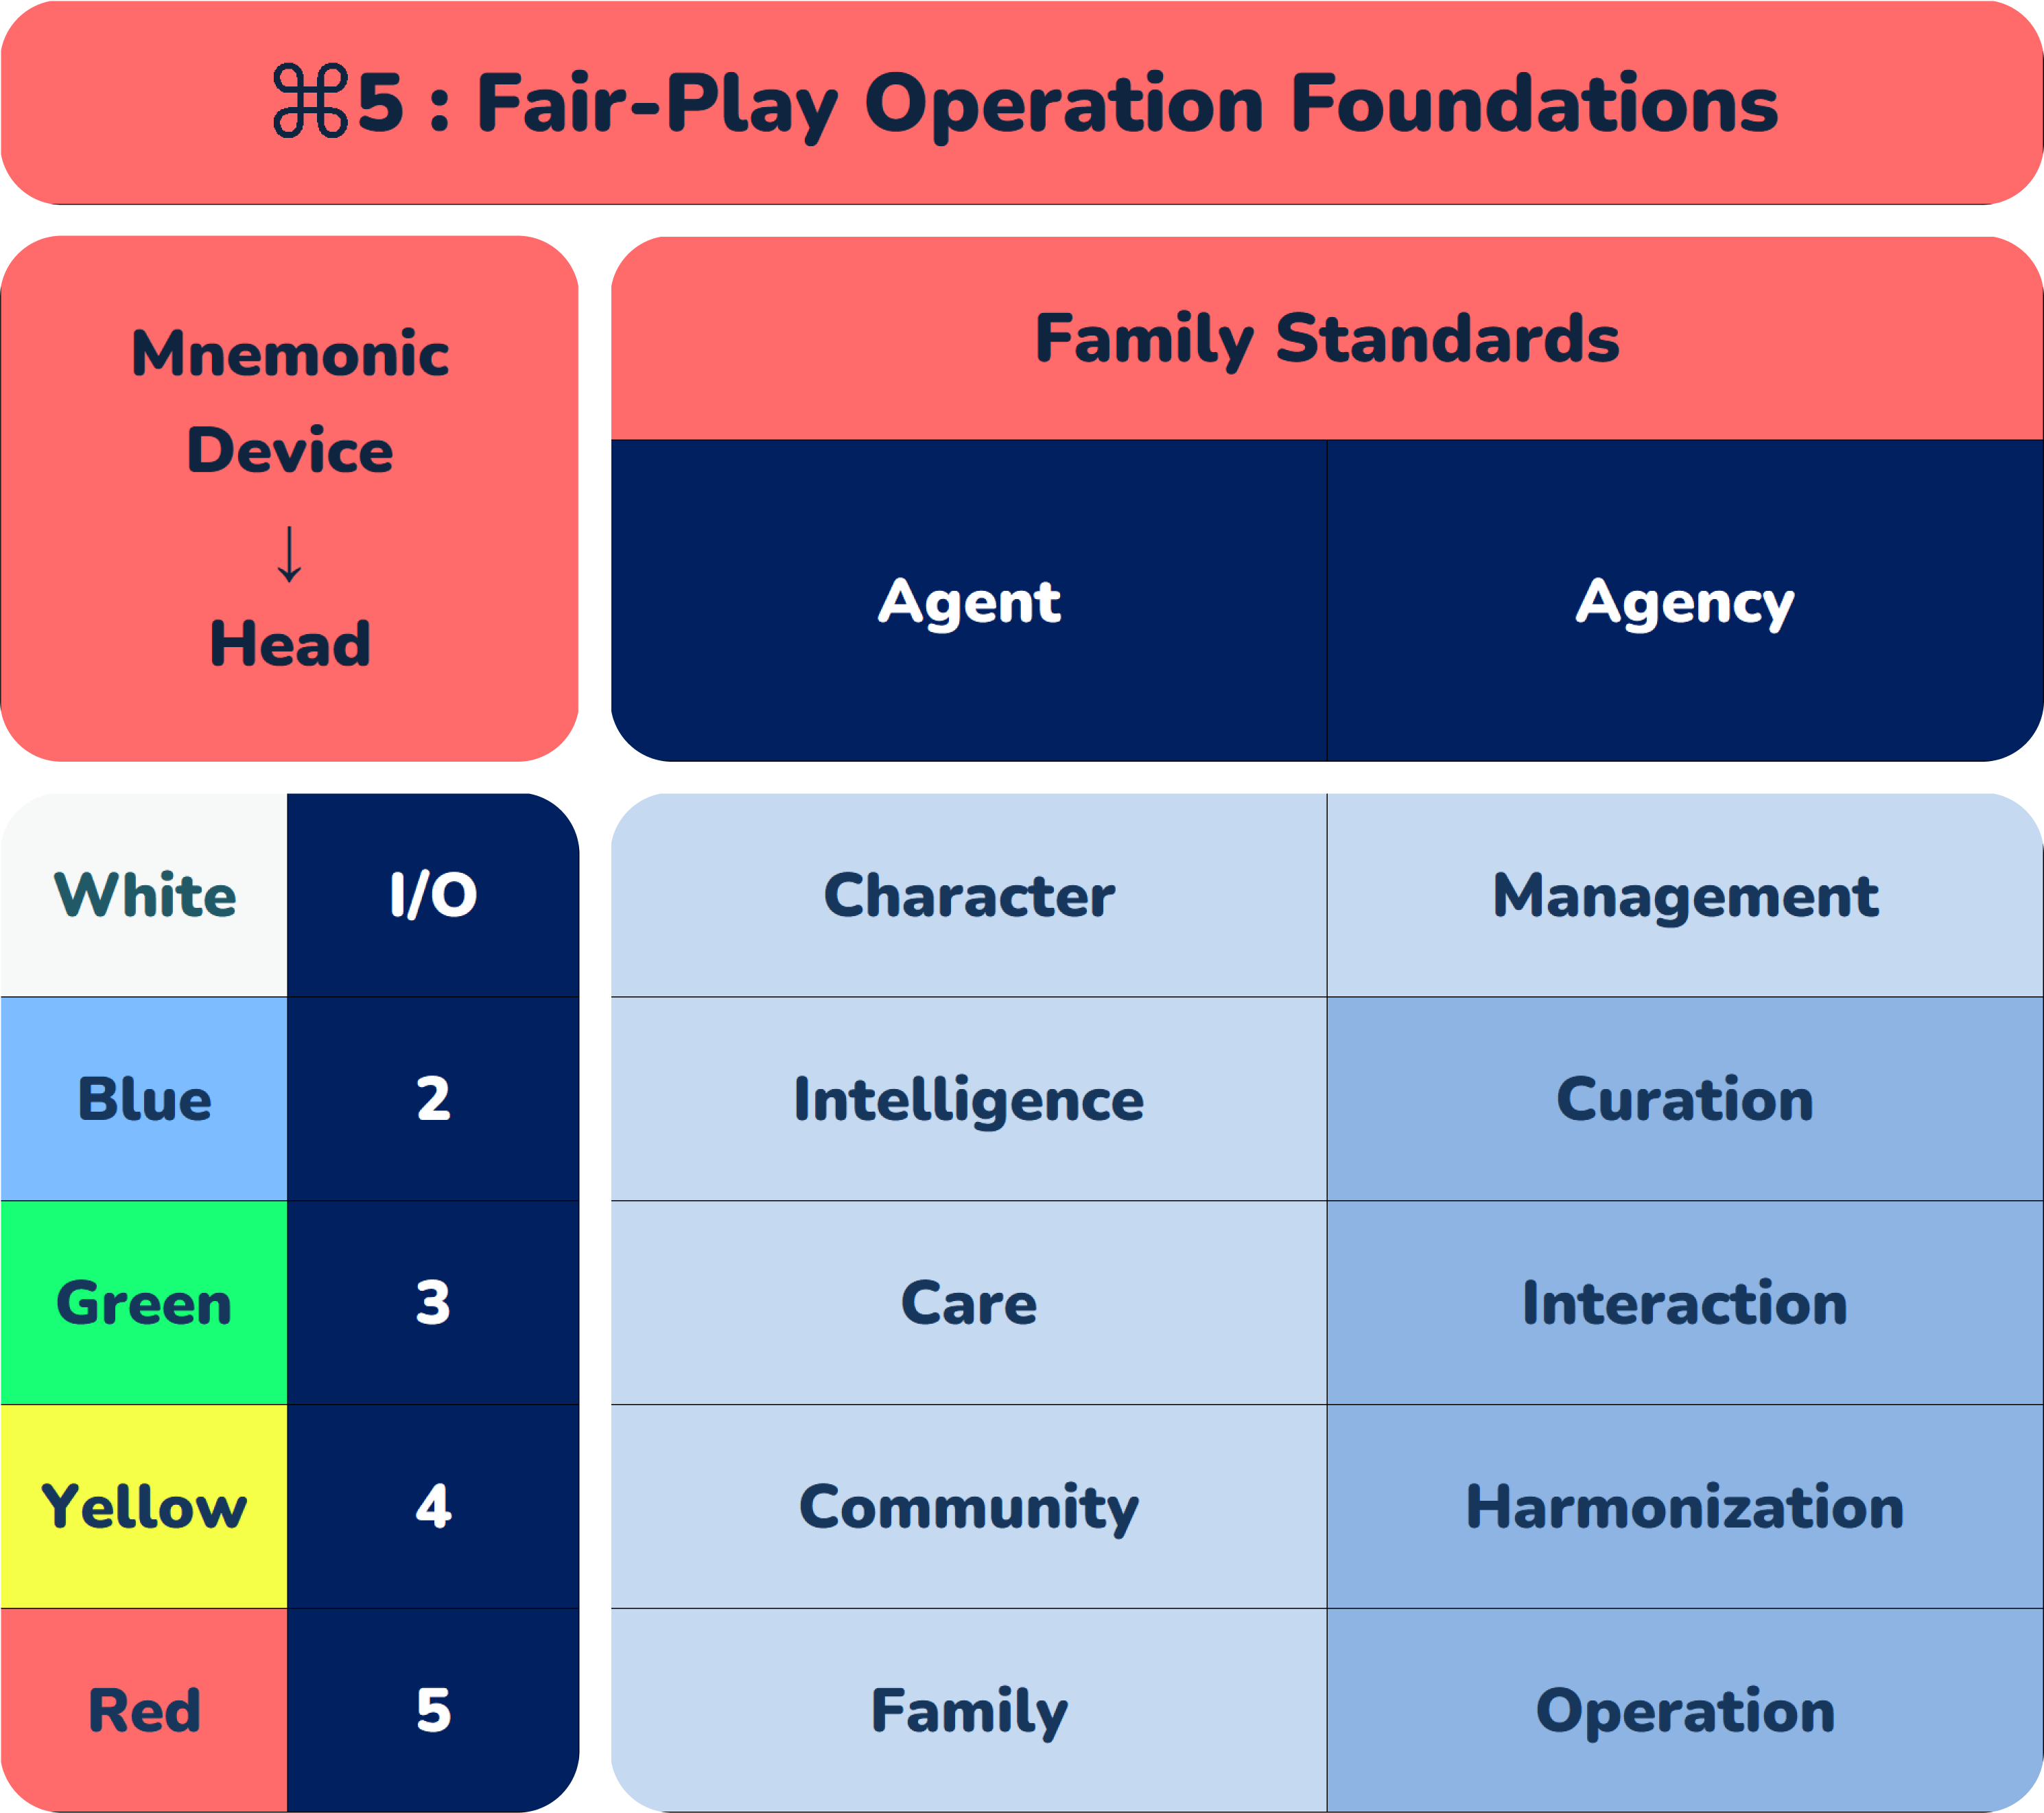 ⌘5 : Fair-Play Operation Foundations
Mnemonic
Device
↓
Head
Family Standards
Agent Agency
White I/O Character Management
Blue 2 Intelligence Curation
Green 3 Care Interaction
Yellow 4 Community Harmonization
Red 5 Family Operation